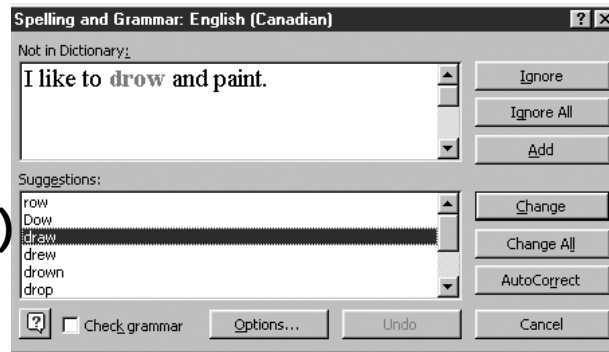 Spelling and Grammar: English (Canadian)
Not in Dictionary:
I like to drow and paint.
Ignore
Ignore All
Add
Suggestions:
row
Dow
draw
drew
drown
drop
Change
Change All
AutoCorrect
Check grammar
Options...
Undo
Cancel